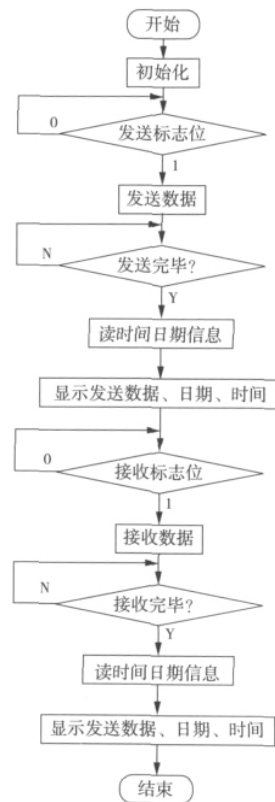 开始
初始化
0
发送标志位
1
发送数据
N
发送完毕?
Y
读时间日期信息
显示发送数据、日期、时间
0
接收标志位
1
接收数据
N
接收完毕?
Y
读时间日期信息
显示发送数据、日期、时间
结束